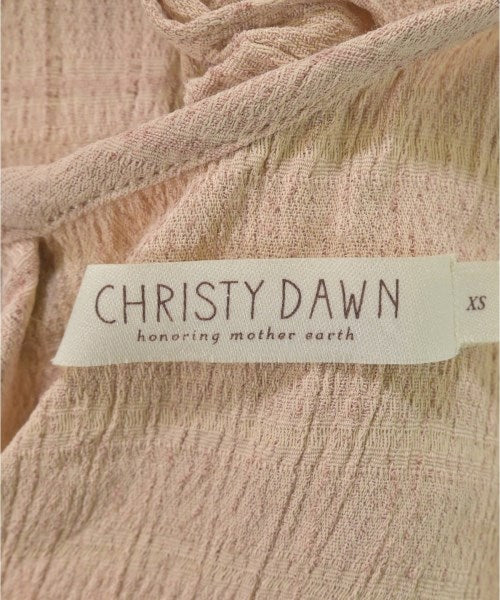 CHRISTY DAWN
honoring mother earth
XS